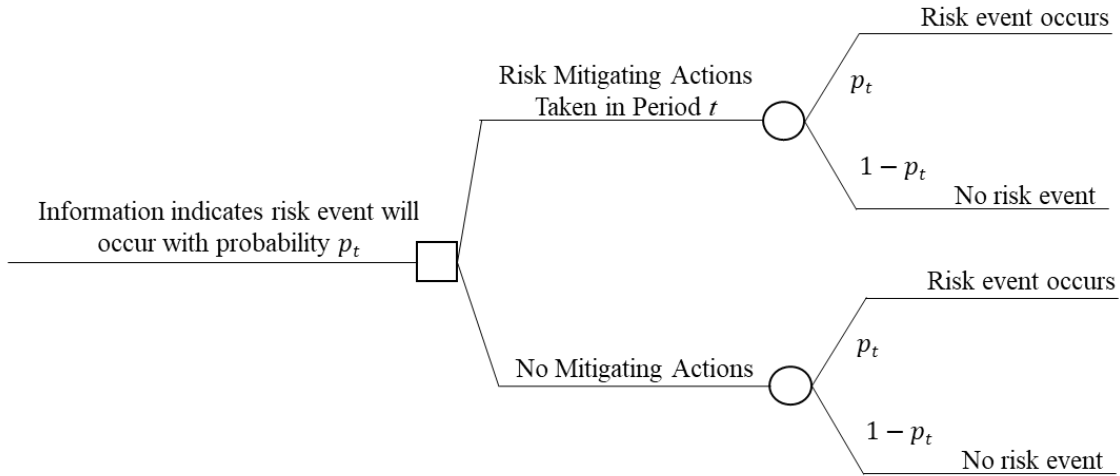 Risk event occurs
Risk Mitigating Actions
Taken in Period t
p_t
1 − p_t
No risk event
Information indicates risk event will
occur with probability p_t
Risk event occurs
No Mitigating Actions
p_t
1 − p_t
No risk event